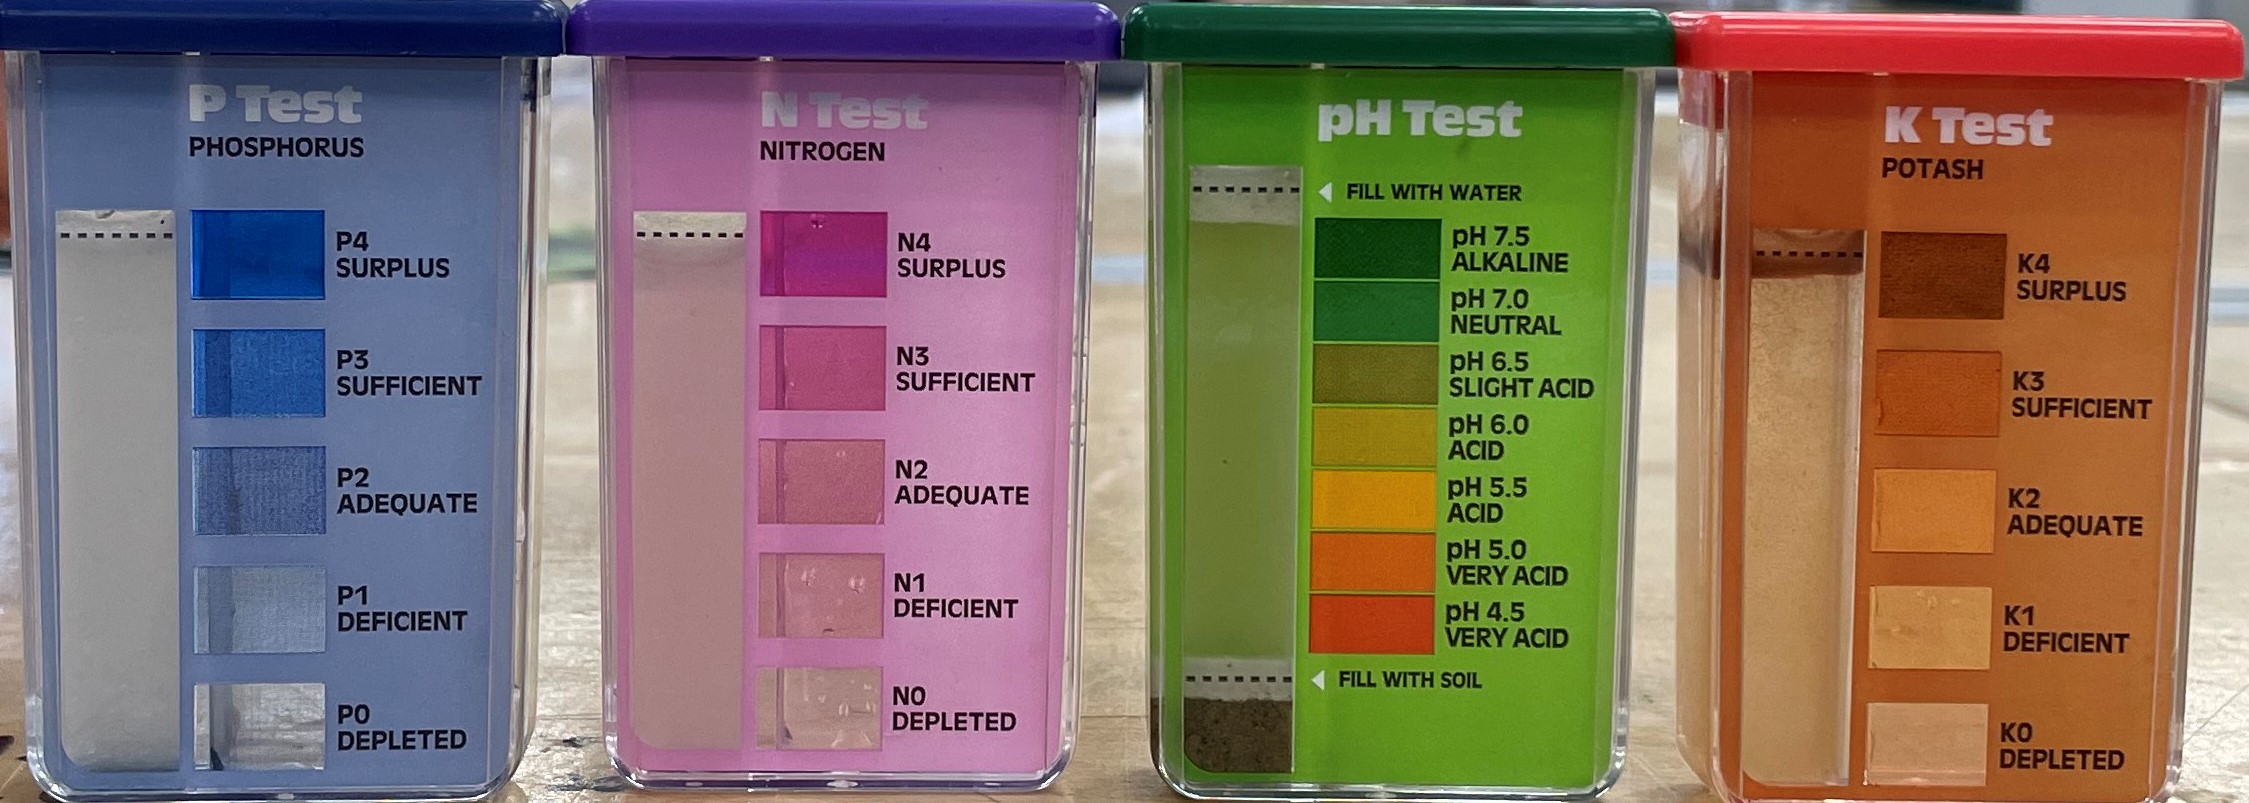 P Test
PHOSPHORUS
P4
SURPLUS
P3
SUFFICIENT
P2
ADEQUATE
P1
DEFICIENT
P0
DEPLETED
N Test
NITROGEN
N4
SURPLUS
N3
SUFFICIENT
N2
ADEQUATE
N1
DEFICIENT
N0
DEPLETED
pH Test
FILL WITH WATER
pH 7.5
ALKALINE
pH 7.0
NEUTRAL
pH 6.5
SLIGHT ACID
pH 6.0
ACID
pH 5.5
ACID
pH 5.0
VERY ACID
pH 4.5
VERY ACID
FILL WITH SOIL
K Test
POTASH
K4
SURPLUS
K3
SUFFICIENT
K2
ADEQUATE
K1
DEFICIENT
K0
DEPLETED